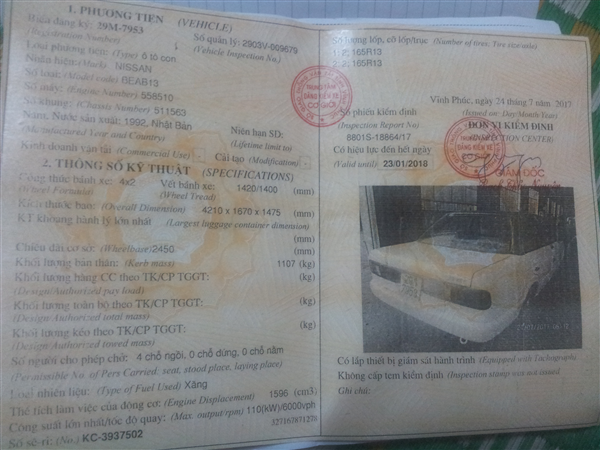 1. PHƯƠNG TIỆN (VEHICLE)
Biển đăng ký: 29M-7953 Số quản lý: 2903V-009679
(Registration Number) (Vehicle Inspection No.)
Loại phương tiện: (Type) ô tô con
Nhãn hiệu: (Mark) NISSAN
Số loại: (Model code) BEAB13
Số máy: (Engine Number) 558510
Số khung: (Chassis Number) 511563
Năm, Nước sản xuất: 1992, Nhật Bản Niên hạn SD:
(Manufactured Year and Country) (Lifetime limit to)
Kinh doanh vận tải (Commercial Use) - Cải tạo (Modification) -
2. THÔNG SỐ KỸ THUẬT (SPECIFICATIONS)
Công thức bánh xe: 4x2 Vết bánh xe: 1420/1400 (mm)
(Wheel Formula) (Wheel Tread)
Kích thước bao: (Overall Dimension) 4210 x 1670 x 1475 (mm)
KT khoang hành lý lớn nhất (Largest luggage container dimension)
(mm)
Chiều dài cơ sở: (Wheelbase) 2450 (mm)
Khối lượng bản thân: (Kerb mass) 1107 (kg)
Khối lượng hàng CC theo TK/CP TGGT: (kg)
(Design/Authorized pay load)
Khối lượng toàn bộ theo TK/CP TGGT: (kg)
(Design/Authorized total mass)
Khối lượng kéo theo TK/CP TGGT: (kg)
(Design/Authorized towed mass)
Số người cho phép chở: 4 chỗ ngồi, 0 chỗ đứng, 0 chỗ nằm
(Permissible No. of Pers Carried: seat, stood place, laying place)
Loại nhiên liệu: (Type of Fuel Used) Xăng
Thể tích làm việc của động cơ: (Engine Displacement) 1596 (cm3)
Công suất lớn nhất/tốc độ quay: (Max. output/rpm) 110(kW)/6000vph
Số sê-ri: (No.) KC-3937502
Số lượng lốp, cỡ lốp/trục (Number of tires; Tire size/axle)
1: 2; 165R13
2: 2; 165R13
Vĩnh Phúc, ngày 24 tháng 7 năm 2017
(Issued on: Day/Month/Year)
Số phiếu kiểm định ĐƠN VỊ KIỂM ĐỊNH
(Inspection Report No)
8801S-18864/17
Có hiệu lực đến hết ngày
(Valid until) 23/01/2018
GIÁM ĐỐC
Có lắp thiết bị giám sát hành trình (Equipped with Tachograph)
Không cấp tem kiểm định (Inspection stamp was not issued)
Ghi chú: